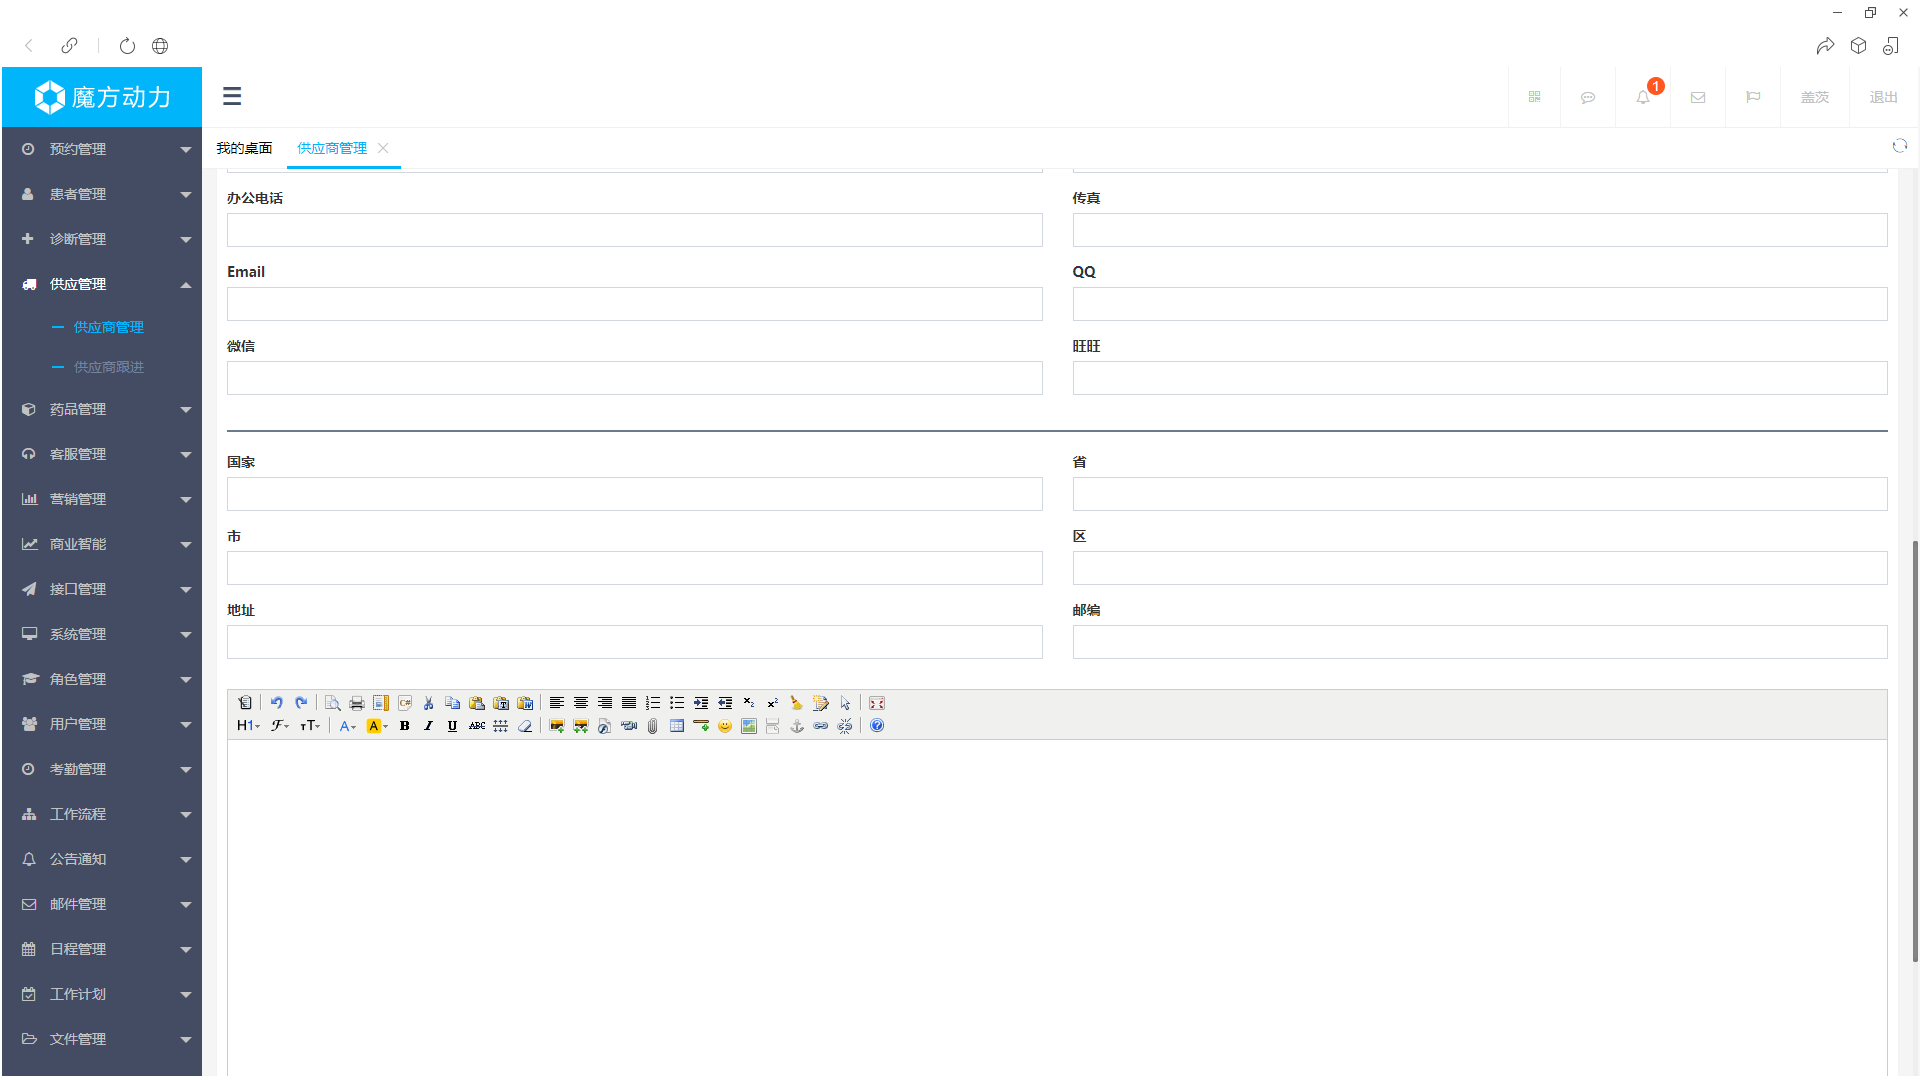 魔方动力
1
盖茨
退出
我的桌面
供应商管理
预约管理
患者管理
诊断管理
供应管理
供应商管理
供应商跟进
药品管理
客服管理
营销管理
商业智能
接口管理
系统管理
角色管理
用户管理
考勤管理
工作流程
公告通知
邮件管理
日程管理
工作计划
文件管理
办公电话
传真
Email
QQ
微信
旺旺
国家
省
市
区
地址
邮编
H1
ABC